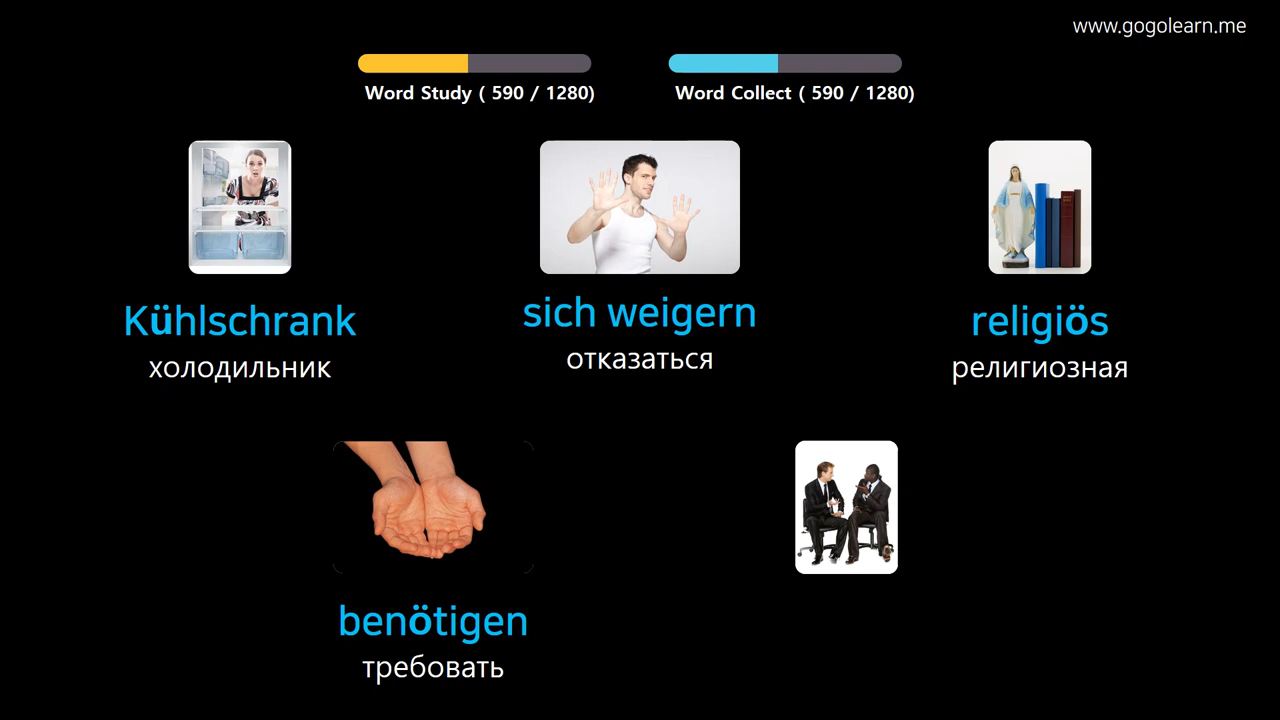 www.gogolearn.me
Word Study ( 590 / 1280)
Word Collect ( 590 / 1280)
Kühlschrank
холодильник
sich weigern
отказаться
religiös
религиозная
benötigen
требовать